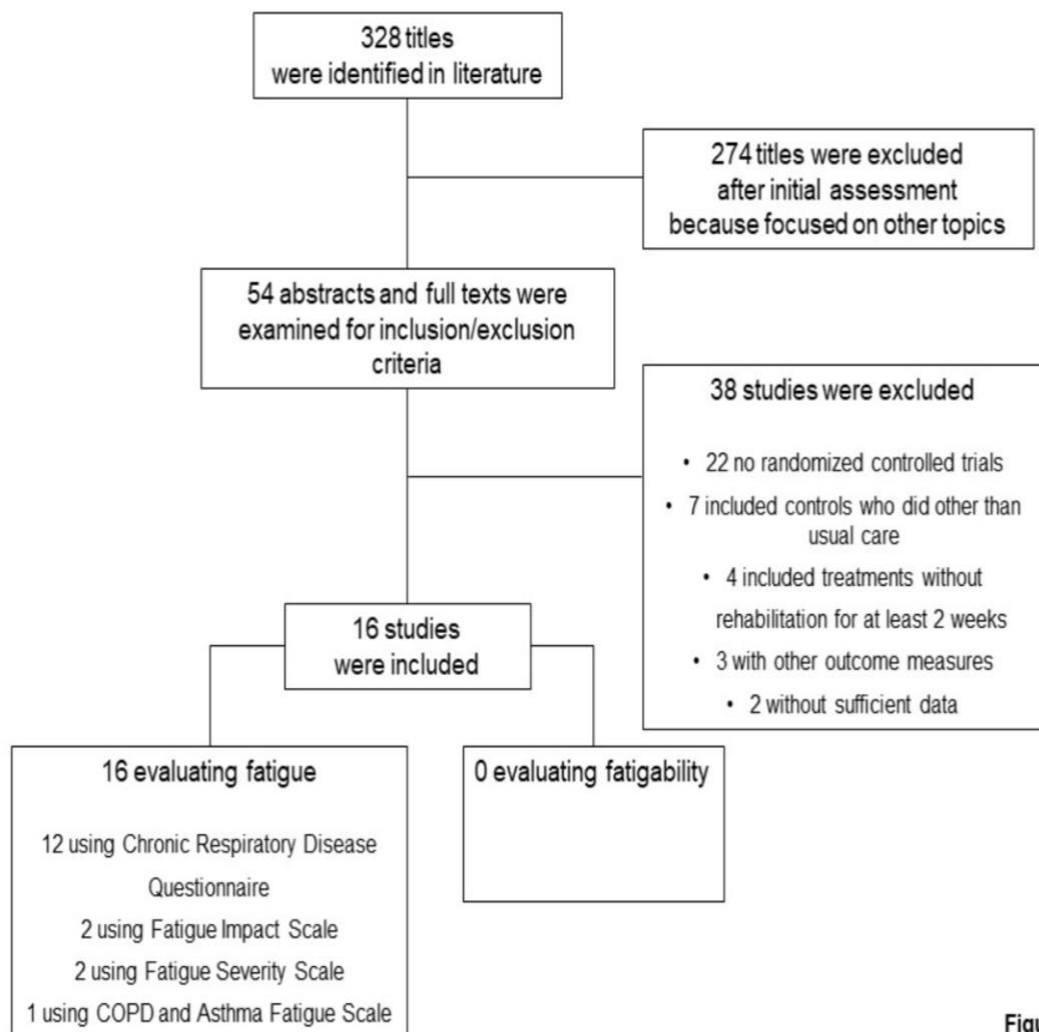 328 titles
were identified in literature
274 titles were excluded
after initial assessment
because focused on other topics
54 abstracts and full texts were
examined for inclusion/exclusion
criteria
38 studies were excluded
• 22 no randomized controlled trials
• 7 included controls who did other than
usual care
• 4 included treatments without
rehabilitation for at least 2 weeks
• 3 with other outcome measures
• 2 without sufficient data
16 studies
were included
16 evaluating fatigue
12 using Chronic Respiratory Disease
Questionnaire
2 using Fatigue Impact Scale
2 using Fatigue Severity Scale
1 using COPD and Asthma Fatigue Scale
0 evaluating fatigability
Figu